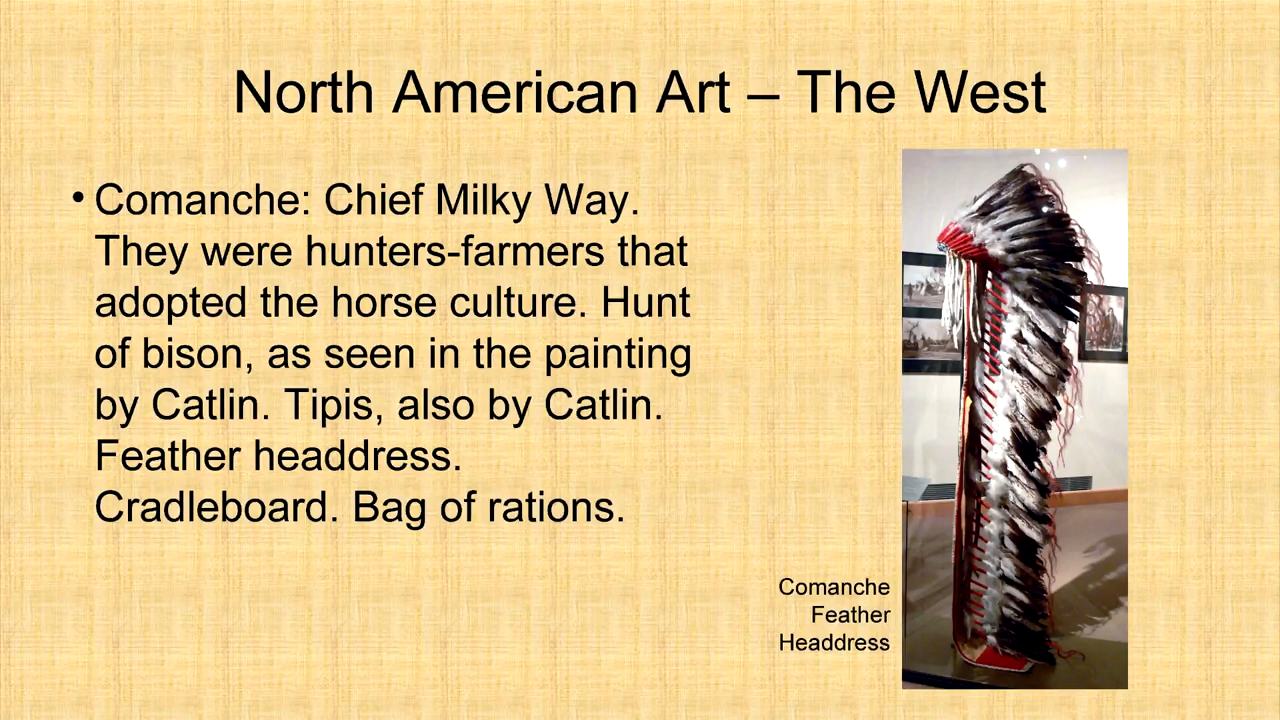 North American Art – The West
• Comanche: Chief Milky Way.
They were hunters-farmers that
adopted the horse culture. Hunt
of bison, as seen in the painting
by Catlin. Tipis, also by Catlin.
Feather headdress.
Cradleboard. Bag of rations.
Comanche
Feather
Headdress